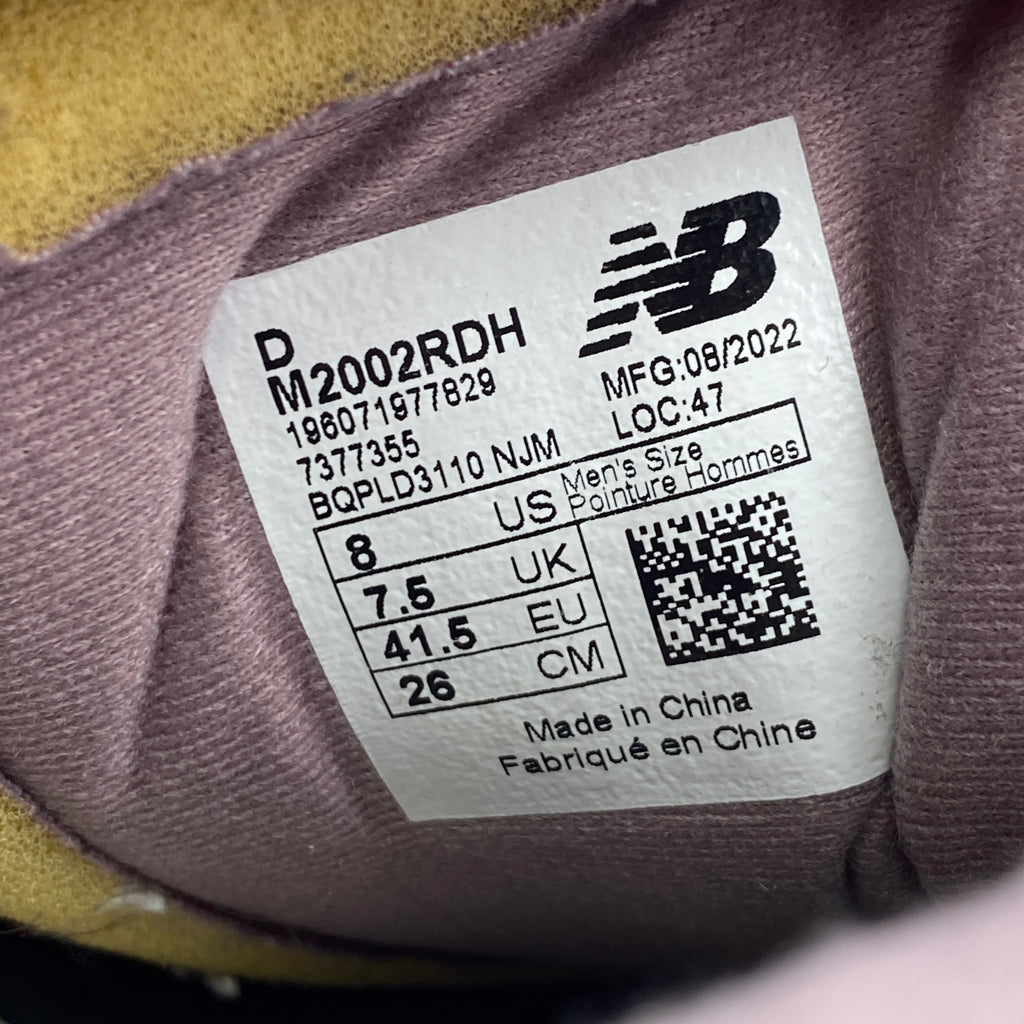 NB
D
M2002RDH
196071977829
7377355
BQPLD3110 NJM
MFG:08/2022
LOC:47
8 US Men's Size
Pointure Hommes
7.5 UK
41.5 EU
26 CM
Made in China
Fabriqué en Chine